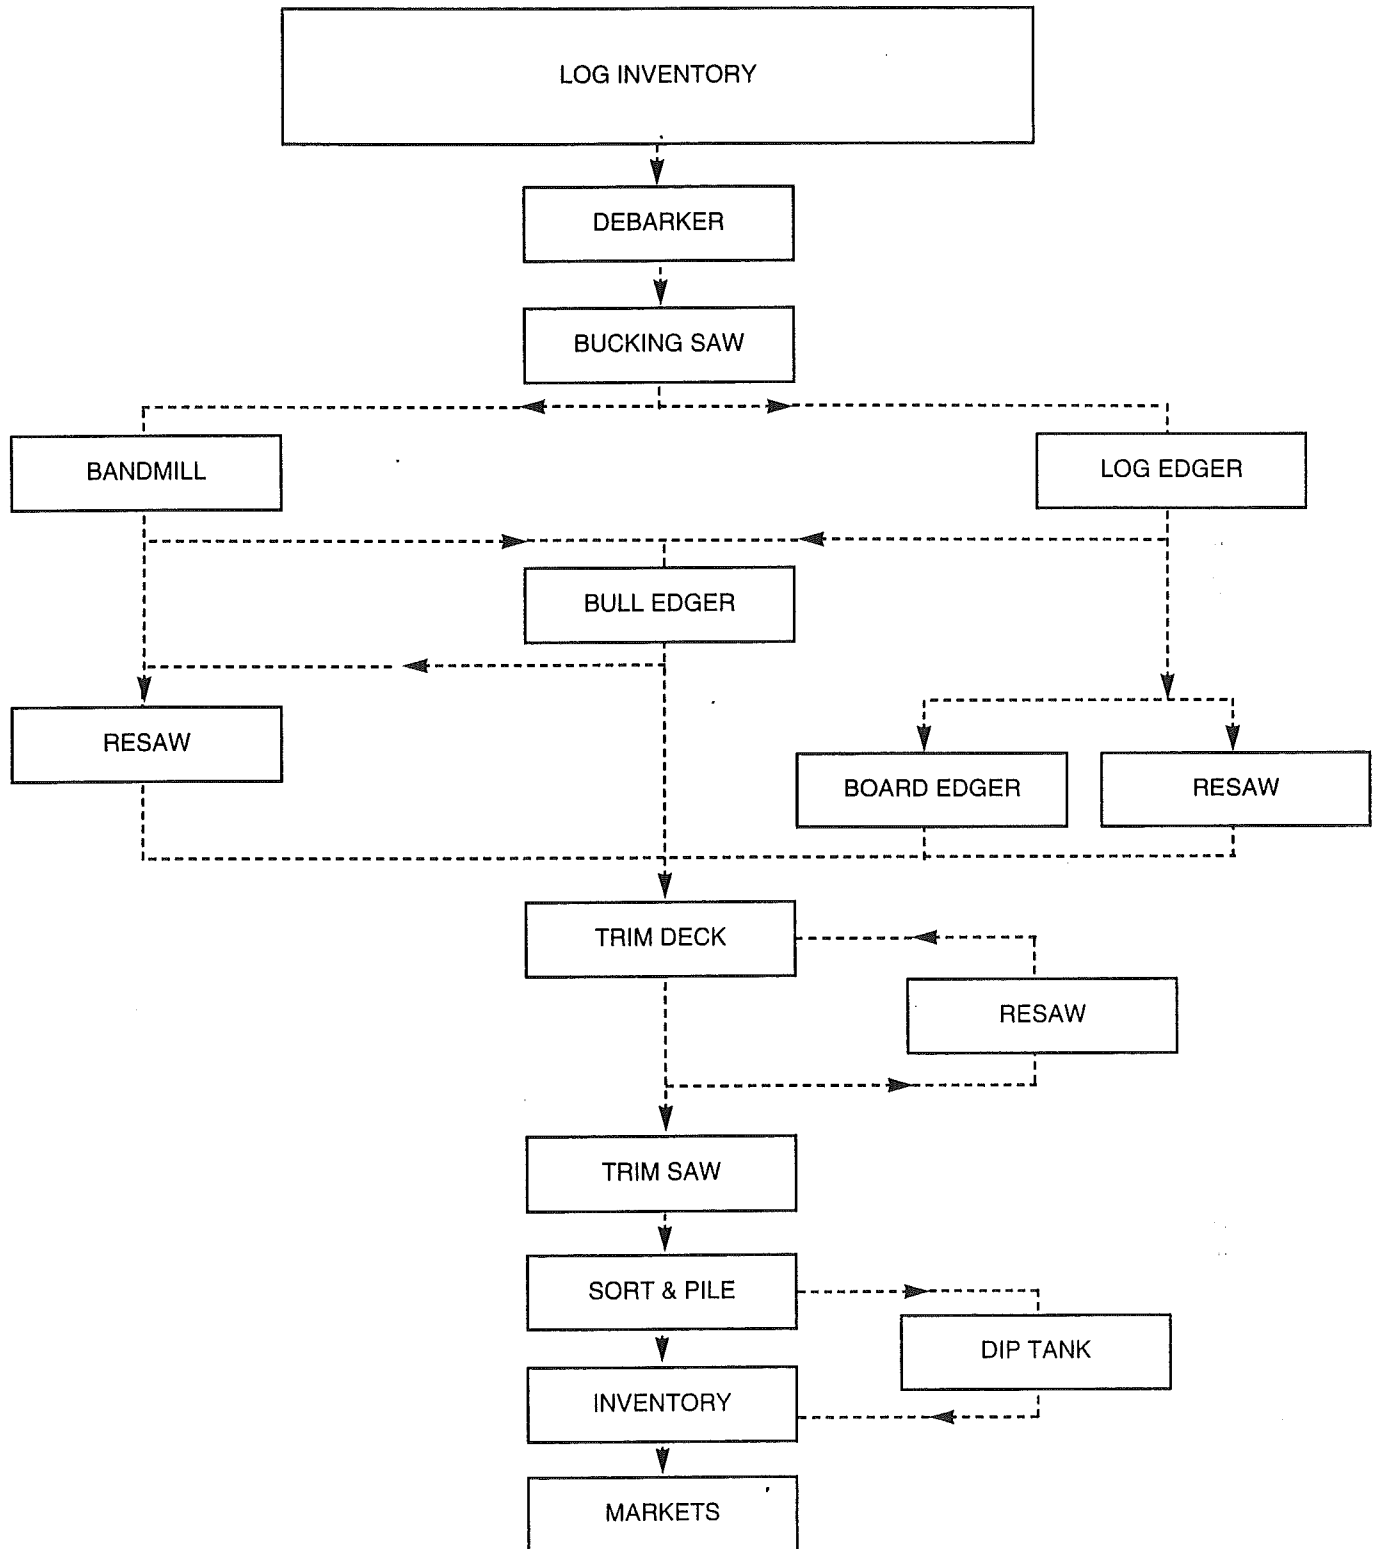 LOG INVENTORY
DEBARKER
BUCKING SAW
BANDMILL
LOG EDGER
BULL EDGER
RESAW
BOARD EDGER
RESAW
TRIM DECK
RESAW
TRIM SAW
SORT & PILE
DIP TANK
INVENTORY
MARKETS